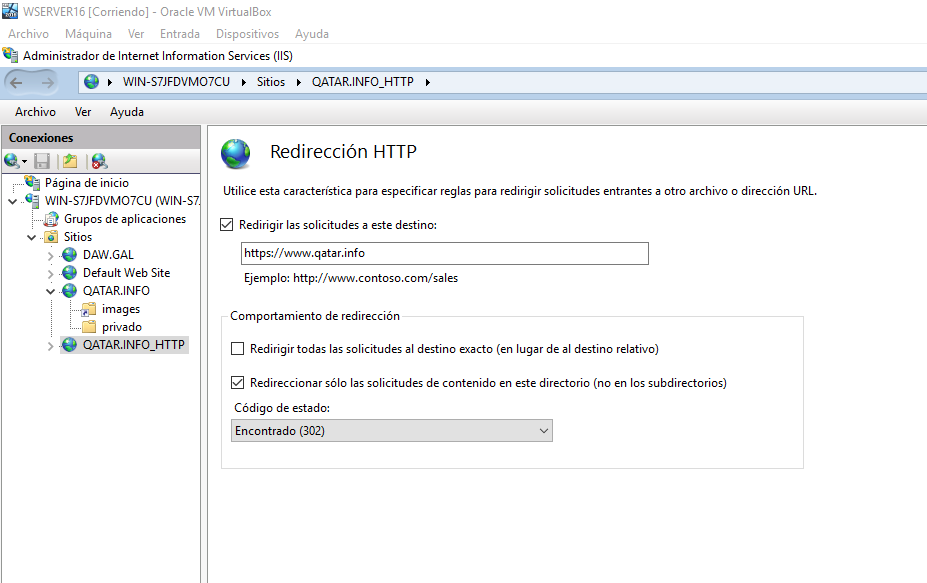 WSERVER16 [Corriendo] - Oracle VM VirtualBox
Archivo Máquina Ver Entrada Dispositivos Ayuda
Administrador de Internet Information Services (IIS)
WIN-S7JFDVMO7CU Sitios QATAR.INFO_HTTP
Archivo Ver Ayuda
Conexiones
Página de inicio
WIN-S7JFDVMO7CU (WIN-S7.
Grupos de aplicaciones
Sitios
DAW.GAL
Default Web Site
QATAR.INFO
images
privado
QATAR.INFO_HTTP
Redirección HTTP
Utilice esta característica para especificar reglas para redirigir solicitudes entrantes a otro archivo o dirección URL.
Redirigir las solicitudes a este destino:
https://www.qatar.info
Ejemplo: http://www.contoso.com/sales
Comportamiento de redirección
Redirigir todas las solicitudes al destino exacto (en lugar de al destino relativo)
Redireccionar sólo las solicitudes de contenido en este directorio (no en los subdirectorios)
Código de estado:
Encontrado (302)